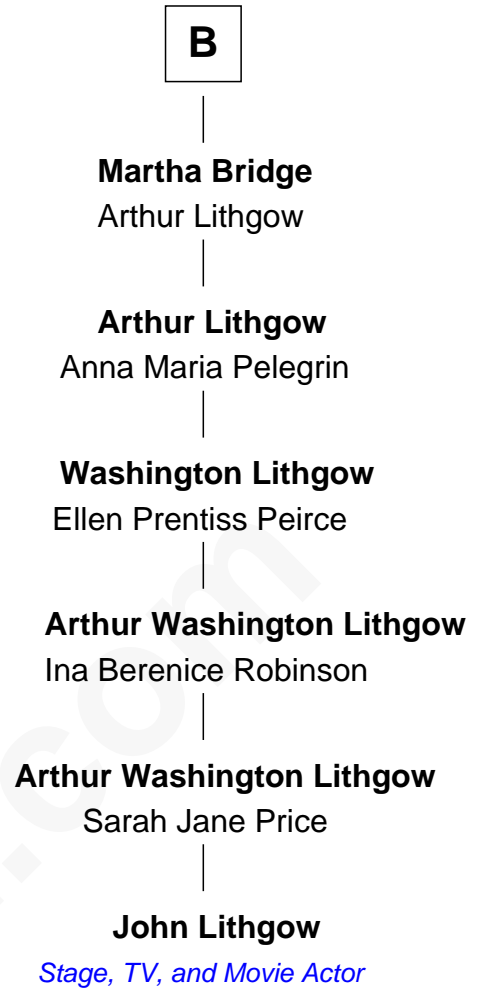 B
Martha Bridge
Arthur Lithgow
Arthur Lithgow
Anna Maria Pelegrin
Washington Lithgow
Ellen Prentiss Peirce
Arthur Washington Lithgow
Ina Berenice Robinson
Arthur Washington Lithgow
Sarah Jane Price
John Lithgow
Stage, TV, and Movie Actor
.com